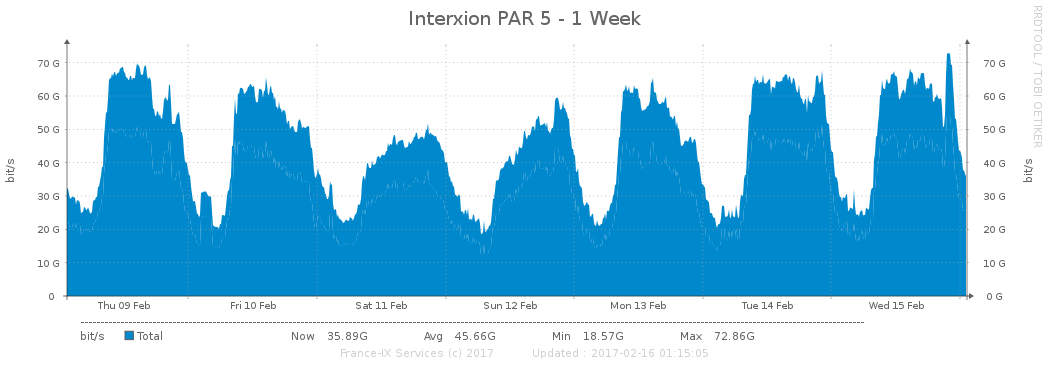 Interxion PAR 5 - 1 Week
RRDTOOL / TOBI OETIKER
bit/s
70 G 70 G
60 G 60 G
50 G 50 G
40 G 40 G
30 G 30 G
20 G 20 G
10 G 10 G
0 0 G
bit/s
Thu 09 Feb Fri 10 Feb Sat 11 Feb Sun 12 Feb Mon 13 Feb Tue 14 Feb Wed 15 Feb
bit/s Total Now 35.89G Avg 45.66G Min 18.57G Max 72.86G
France-IX Services (c) 2017 Updated : 2017-02-16 01:15:05